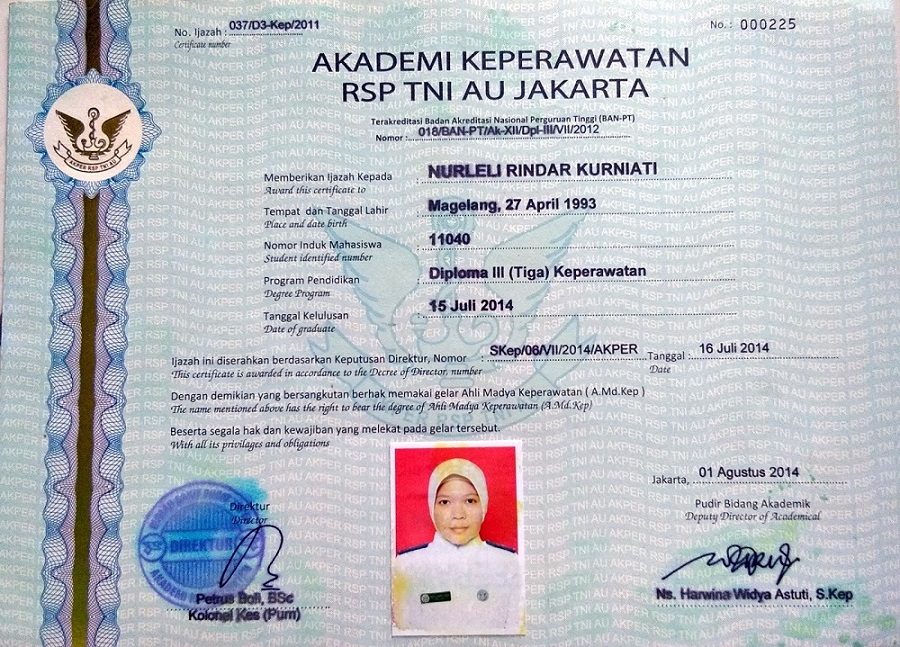 No. Ijazah : 037/D3-Kep/2011
Certificate number
No. : 000225
AKADEMI KEPERAWATAN
RSP TNI AU JAKARTA
Terakreditasi Badan Akreditasi Nasional Perguruan Tinggi (BAN-PT)
Nomor : 018/BAN-PT/Ak-XII/Dpl-III/VII/2012
AKPER RSP TNI AU
Memberikan Ijazah Kepada : NURLELI RINDAR KURNIATI
Award this certificate to
Tempat dan Tanggal Lahir : Magelang, 27 April 1993
Place and date birth
Nomor Induk Mahasiswa : 11040
Student identified number
Program Pendidikan : Diploma III (Tiga) Keperawatan
Degree Program
Tanggal Kelulusan : 15 Juli 2014
Date of graduate
Ijazah ini diserahkan berdasarkan Keputusan Direktur, Nomor : SKep/06/VII/2014/AKPER Tanggal : 16 Juli 2014
This certificate is awarded in accordance to the Decree of Director, number Date
Dengan demikian yang bersangkutan berhak memakai gelar Ahli Madya Keperawatan ( A.Md.Kep )
The name mentioned above has the right to bear the degree of Ahli Madya Keperawatan (A.Md.Kep)
Beserta segala hak dan kewajiban yang melekat pada gelar tersebut.
With all its privilages and obligations
Jakarta, 01 Agustus 2014
Direktur
Director
DIREKTUR
Petrus Boli, BSc
Kolonel Kes (Purn)
Pudir Bidang Akademik
Deputy Director of Academical
Ns. Harwina Widya Astuti, S.Kep